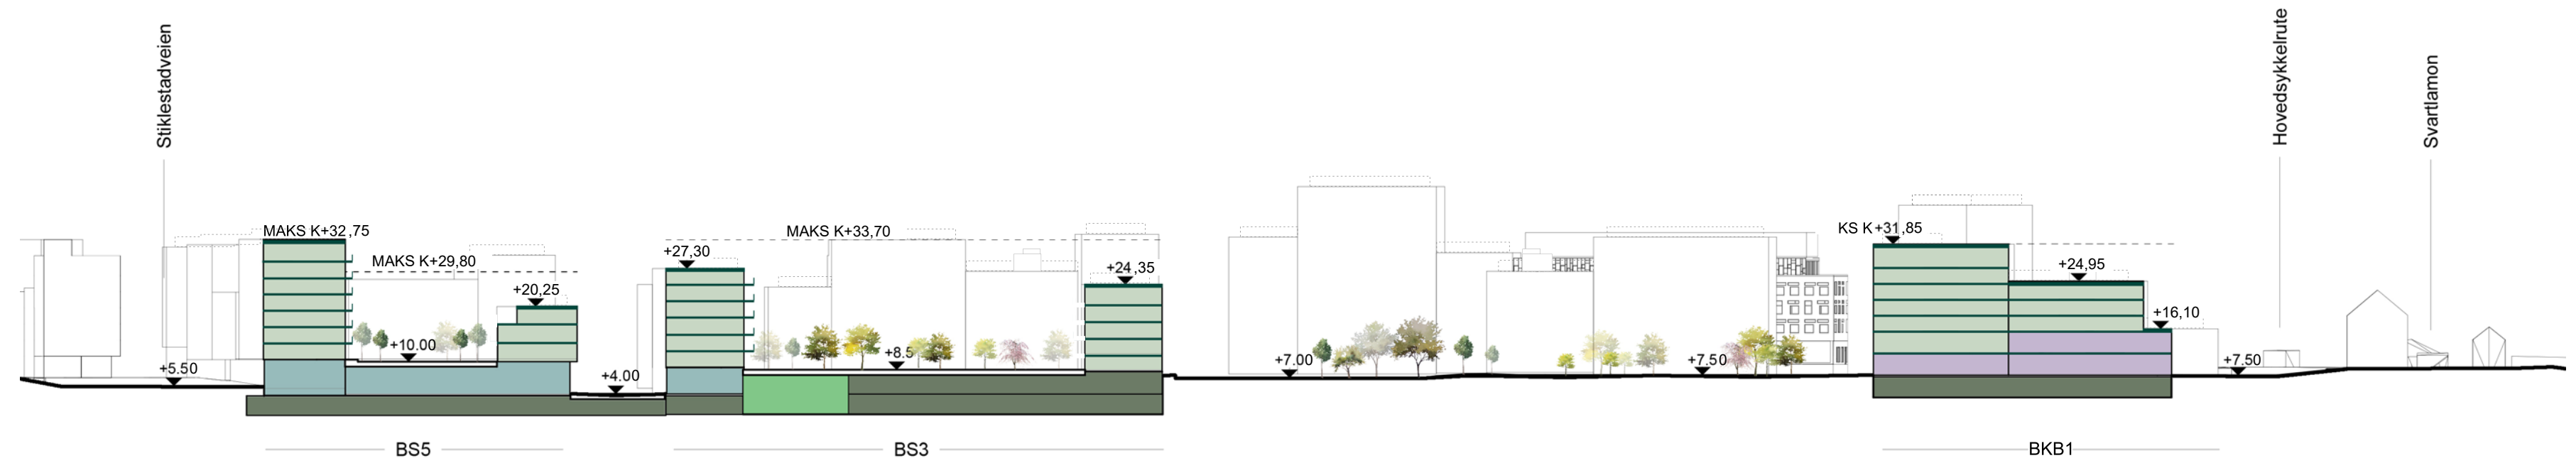 Stiklestadveien
Hovedsykkelrute
Svartlamon
MAKS K+32,75
MAKS K+29,80
+20,25
+10.00
+5.50
+4.00
+27,30
MAKS K+33,70
+24,35
+8.5
+7.00
+7.50
KS K+31,85
+24,95
+16,10
+7.50
BS5
BS3
BKB1